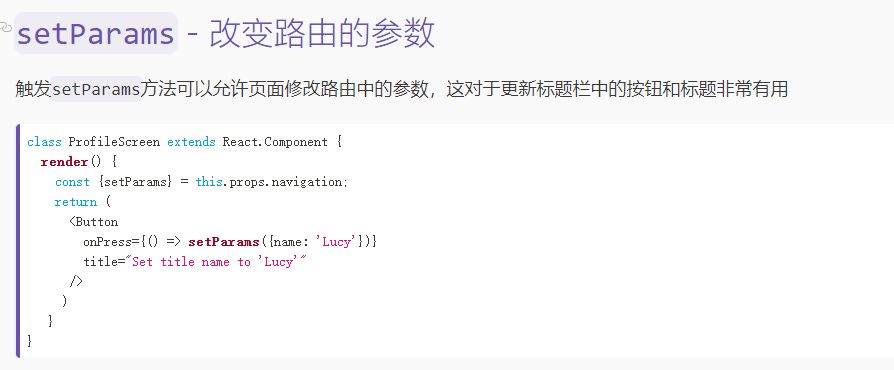 setParams - 改变路由的参数
触发setParams方法可以允许页面修改路由中的参数，这对于更新标题栏中的按钮和标题非常有用
class ProfileScreen extends React.Component {
  render() {
    const {setParams} = this.props.navigation;
    return (
      <Button
        onPress={() => setParams({name: 'Lucy'})}
        title="Set title name to 'Lucy'"
      />
     )
   }
}